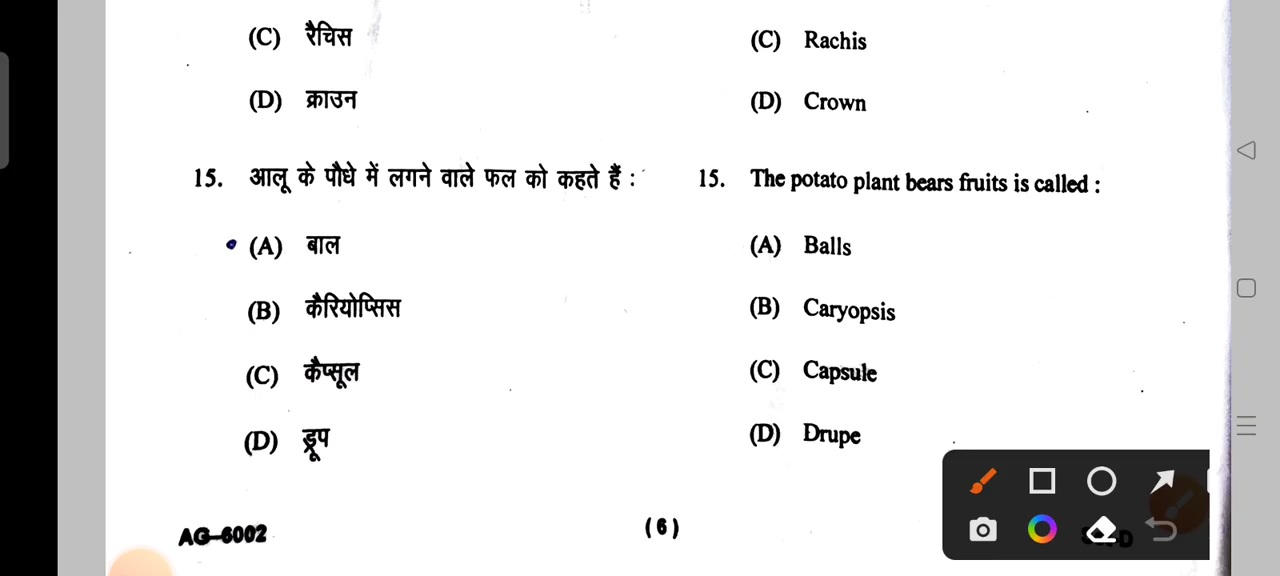 (C) रैचिस
(D) क्राउन
15. आलू के पौधे में लगने वाले फल को कहते हैं :
(A) बाल
(B) कैरियोप्सिस
(C) कैप्सूल
(D) ड्रूप
(C) Rachis
(D) Crown
15. The potato plant bears fruits is called :
(A) Balls
(B) Caryopsis
(C) Capsule
(D) Drupe
AG–6002
(6)